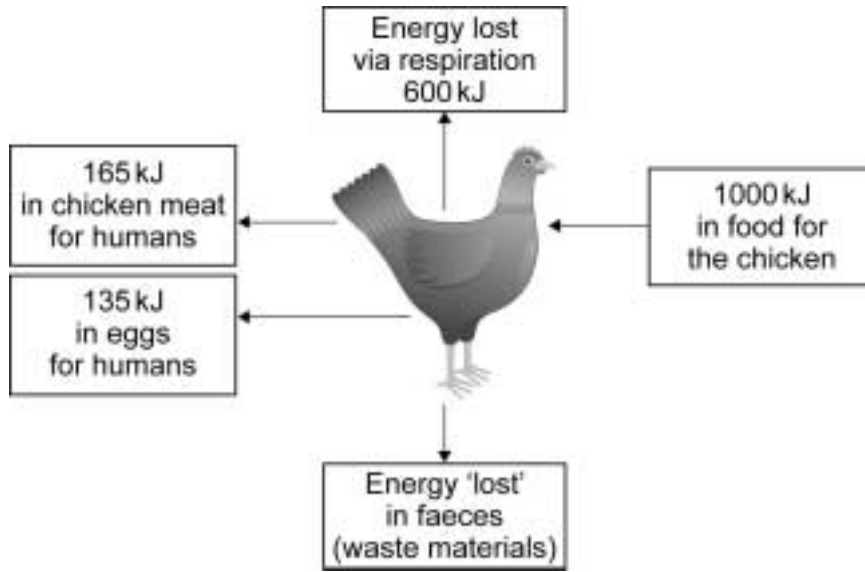 Energy lost
via respiration
600 kJ
165 kJ
in chicken meat
for humans
1000 kJ
in food for
the chicken
135 kJ
in eggs
for humans
Energy ‘lost’
in faeces
(waste materials)